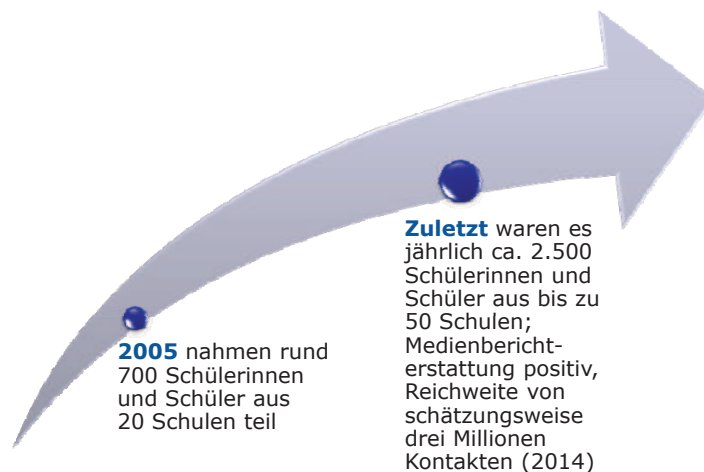 2005 nahmen rund
700 Schülerinnen
und Schüler aus
20 Schulen teil
Zuletzt waren es
jährlich ca. 2.500
Schülerinnen und
Schüler aus bis zu
50 Schulen;
Medienbericht-
erstattung positiv,
Reichweite von
schätzungsweise
drei Millionen
Kontakten (2014)